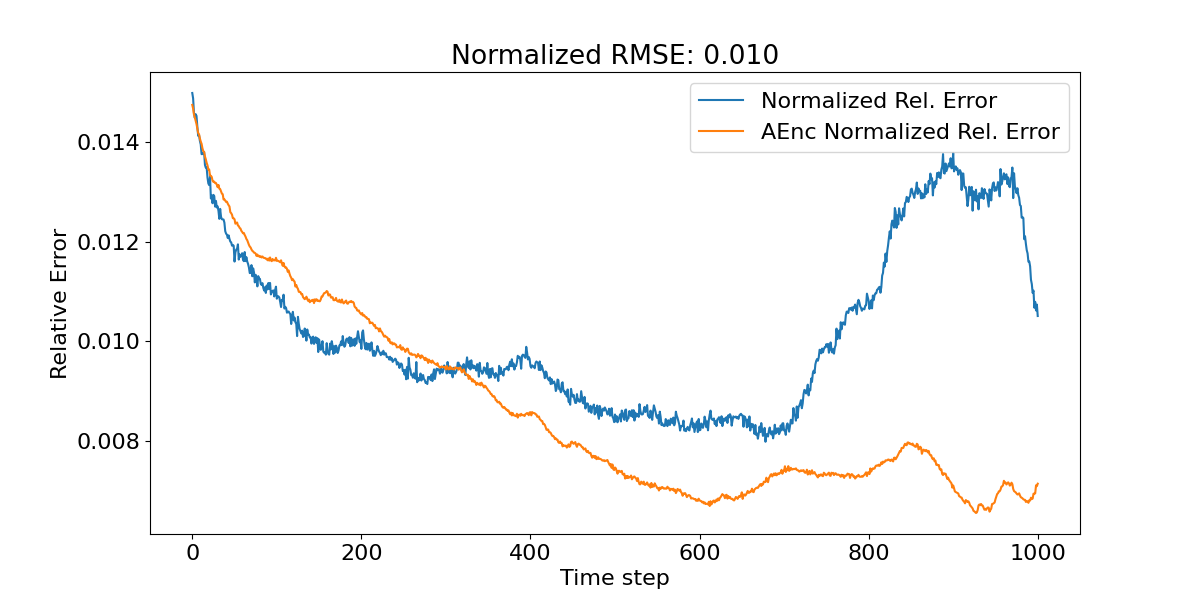 Normalized RMSE: 0.010
Normalized Rel. Error
AEnc Normalized Rel. Error
Relative Error
0.014
0.012
0.010
0.008
0 200 400 600 800 1000
Time step